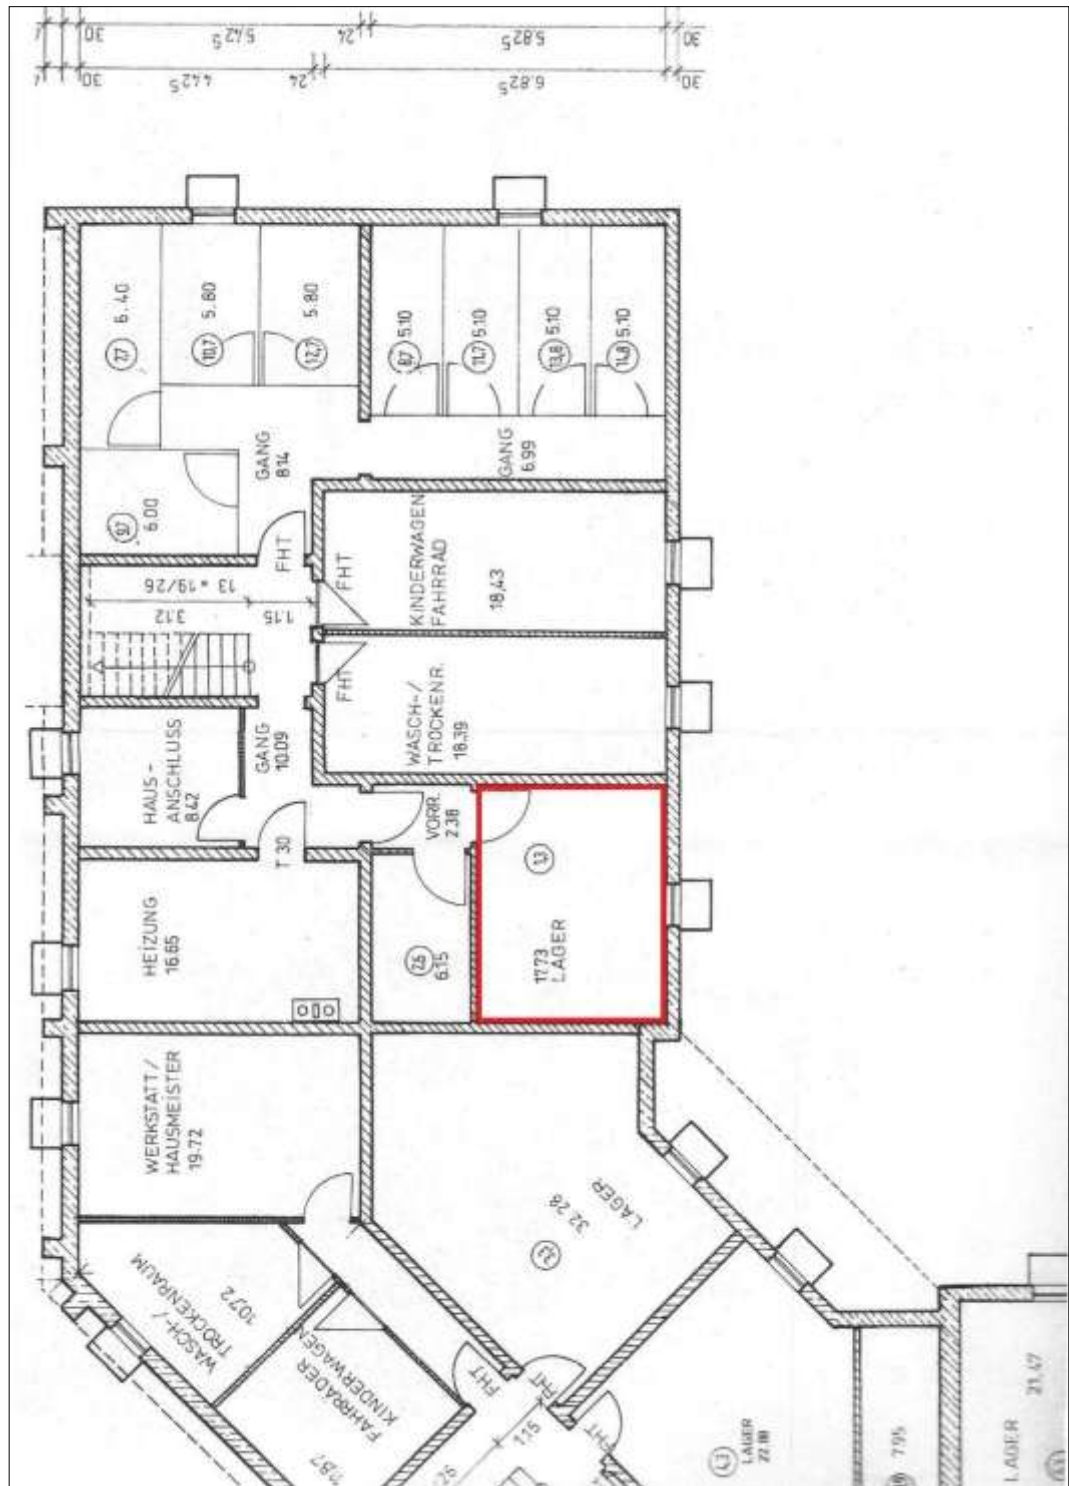 30
5.425
24
5.825
30
30
4.425
24
6.825
30
7.7
6.40
10.7
5.80
12.7
5.80
8.7
5.10
11.7
5.10
13.8
5.10
14.8
5.10
GANG
8.14
GANG
6.99
9.7
6.00
FHT
FHT
KINDERWAGEN
FAHRRAD
18,43
13 * 19/26
3.12
1.15
FHT
WASCH-/
TROCKENR.
18,39
HAUS-
ANSCHLUSS
8.42
GANG
10.09
T 30
VORR.
2.38
17.73
LAGER
HEIZUNG
16.65
6.15
WERKSTATT/
HAUSMEISTER
19.72
LAGER
32.28
WASCH-/
TROCKENRAUM
10.72
FAHRRÄDER
KINDERWAGEN
11.87
FHT
FHT
FHT
1.15
LAGER
7.95
LAGER
21,47